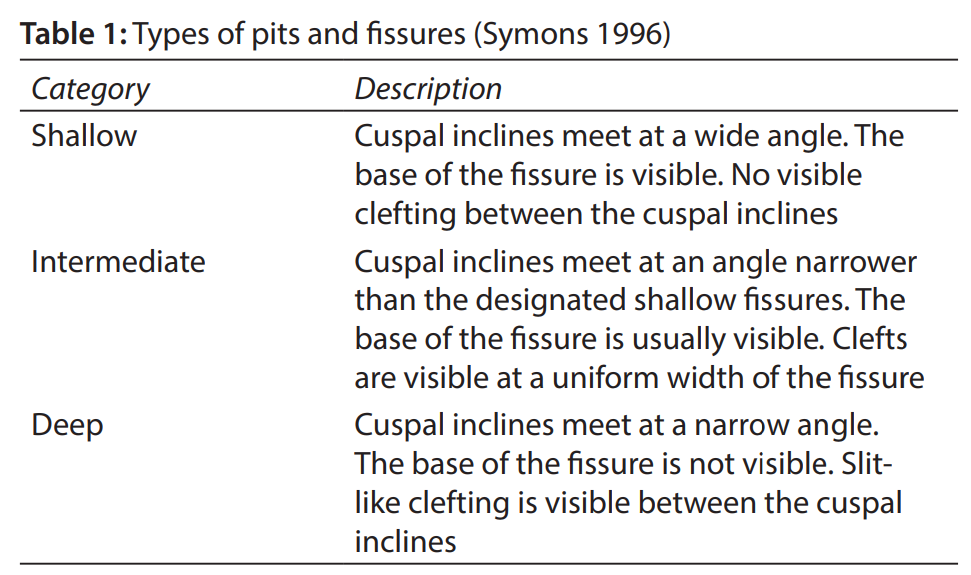 Table 1: Types of pits and fissures (Symons 1996)
Category Description
Shallow Cuspal inclines meet at a wide angle. The
base of the fissure is visible. No visible
clefting between the cuspal inclines
Intermediate Cuspal inclines meet at an angle narrower
than the designated shallow fissures. The
base of the fissure is usually visible. Clefts
are visible at a uniform width of the fissure
Deep Cuspal inclines meet at a narrow angle.
The base of the fissure is not visible. Slit-
like clefting is visible between the cuspal
inclines